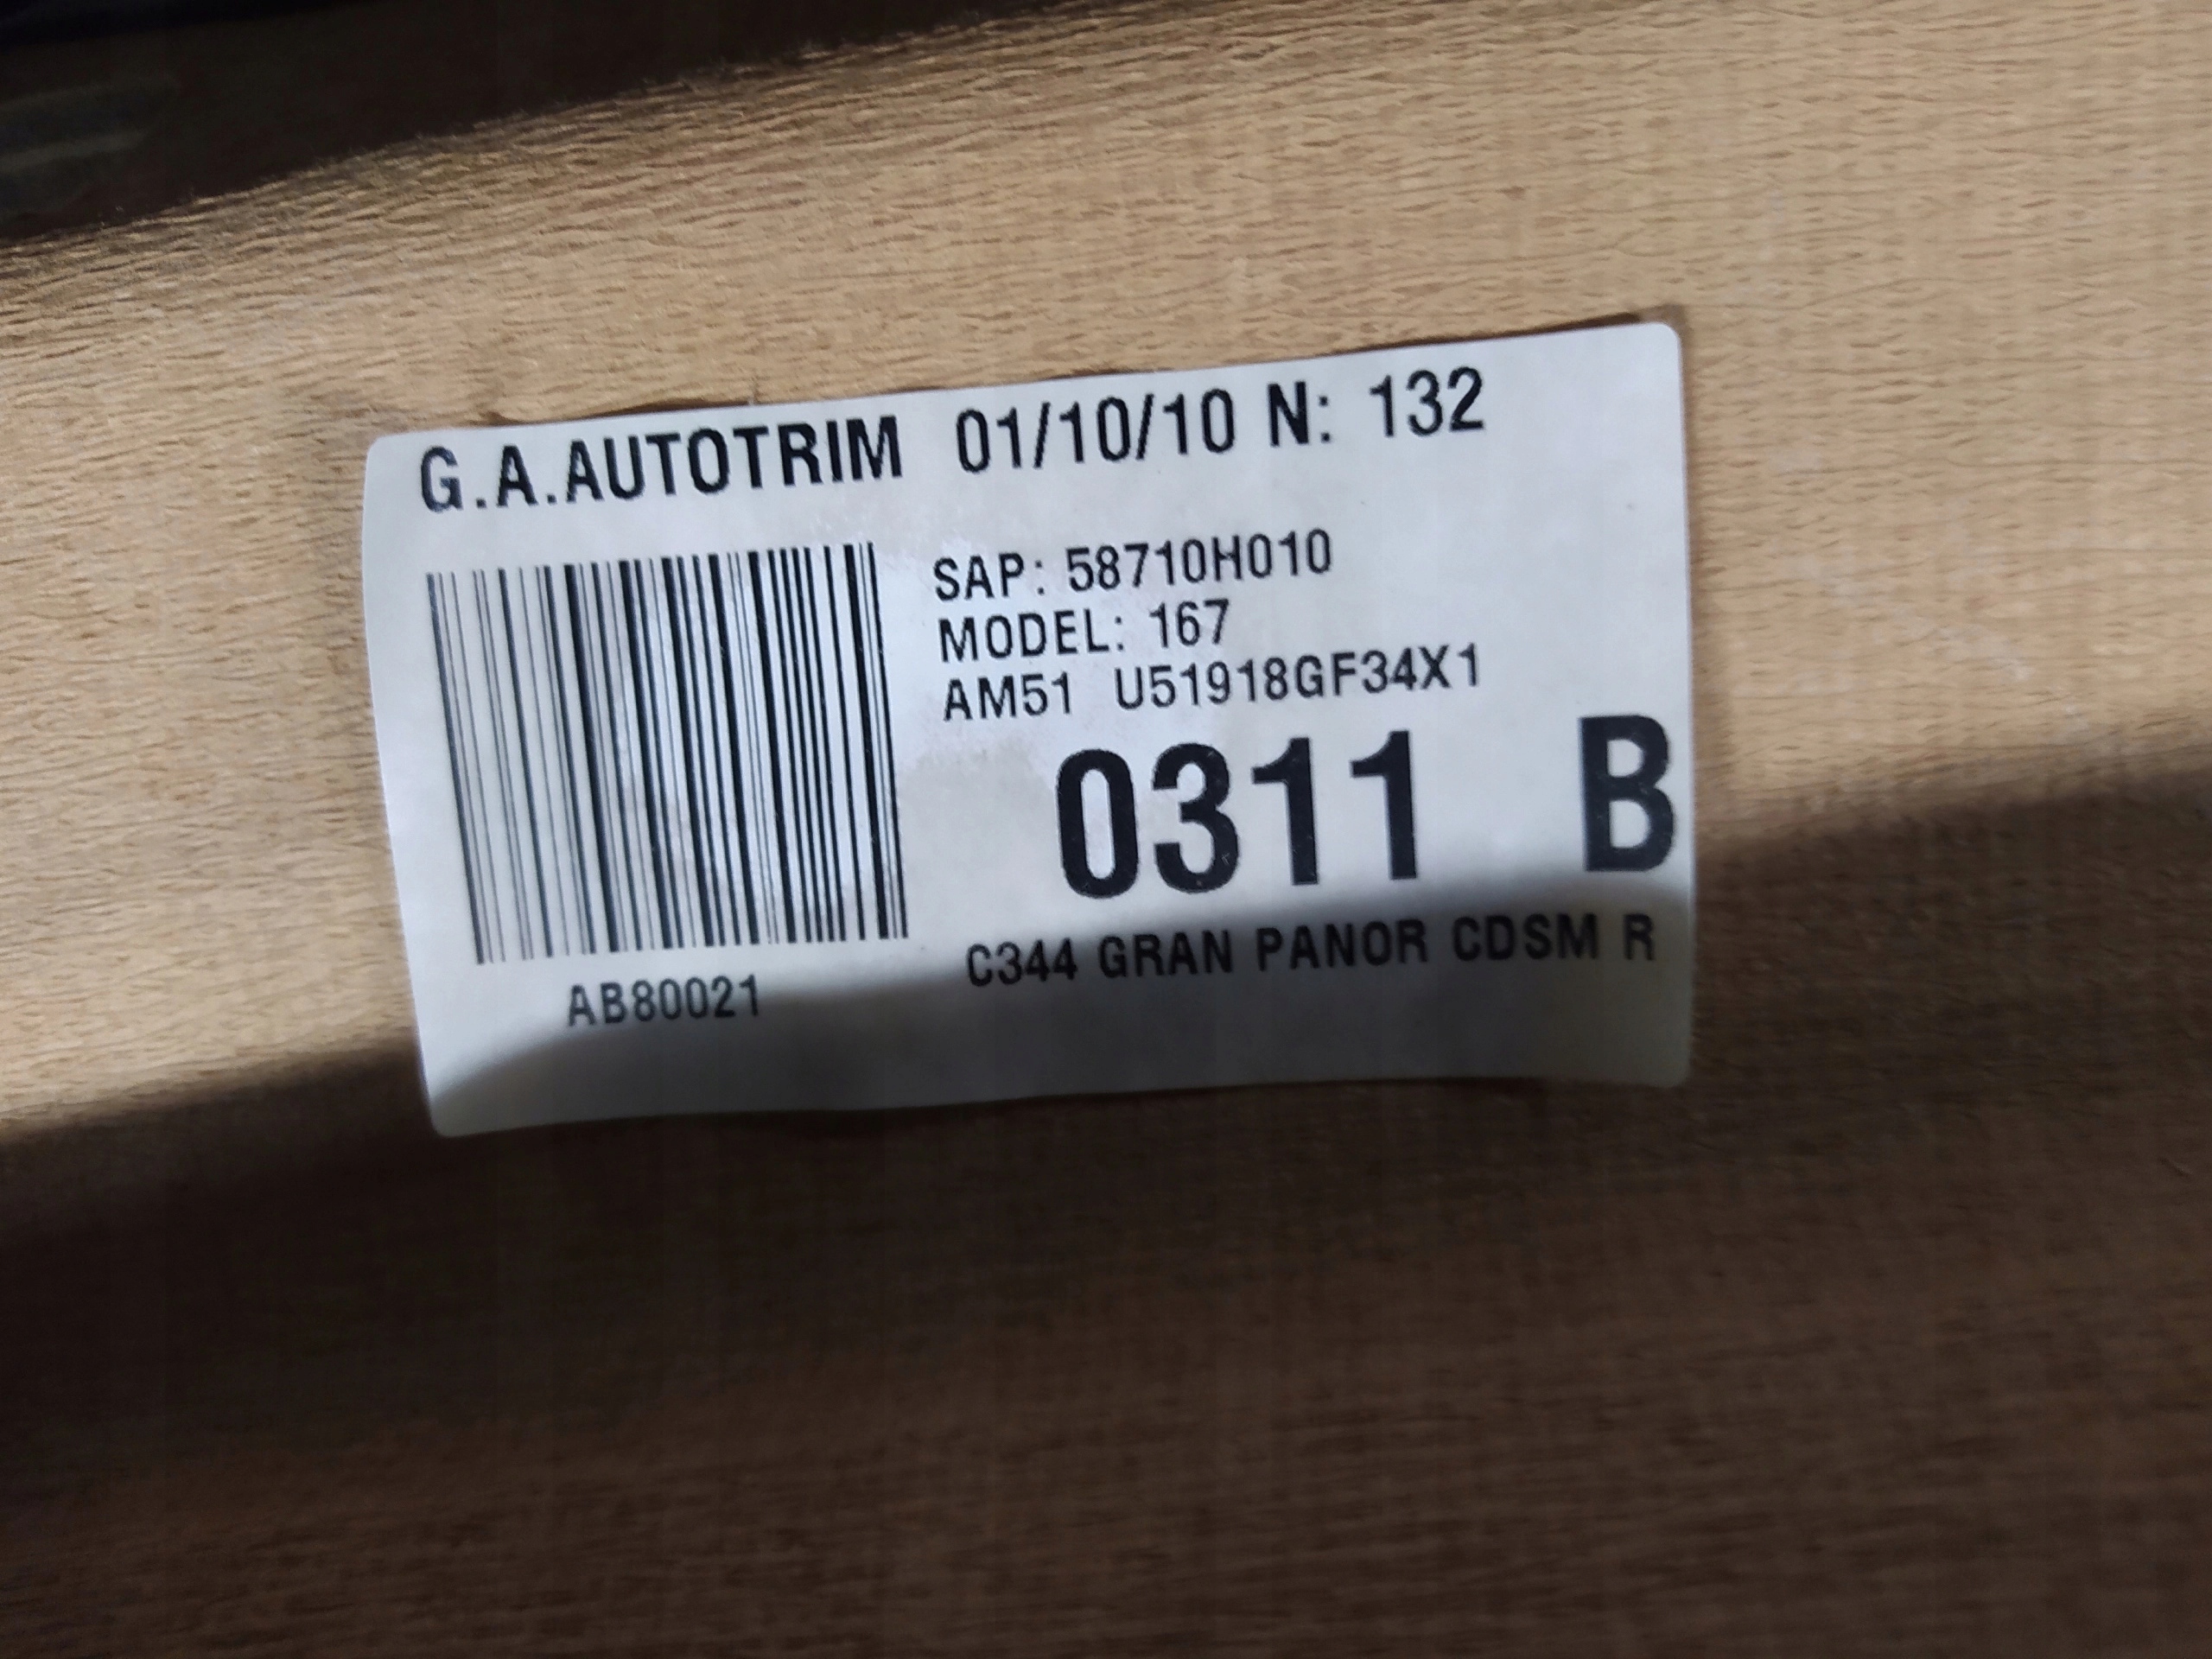 G.A.AUTOTRIM 01/10/10 N: 132
SAP: 58710H010
MODEL: 167
AM51 U51918GF34X1
0311 B
C344 GRAN PANOR CDSM R
AB80021